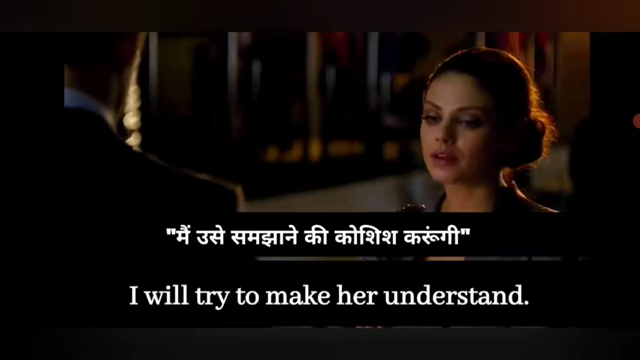 "मैं उसे समझाने की कोशिश करूंगी"
I will try to make her understand.